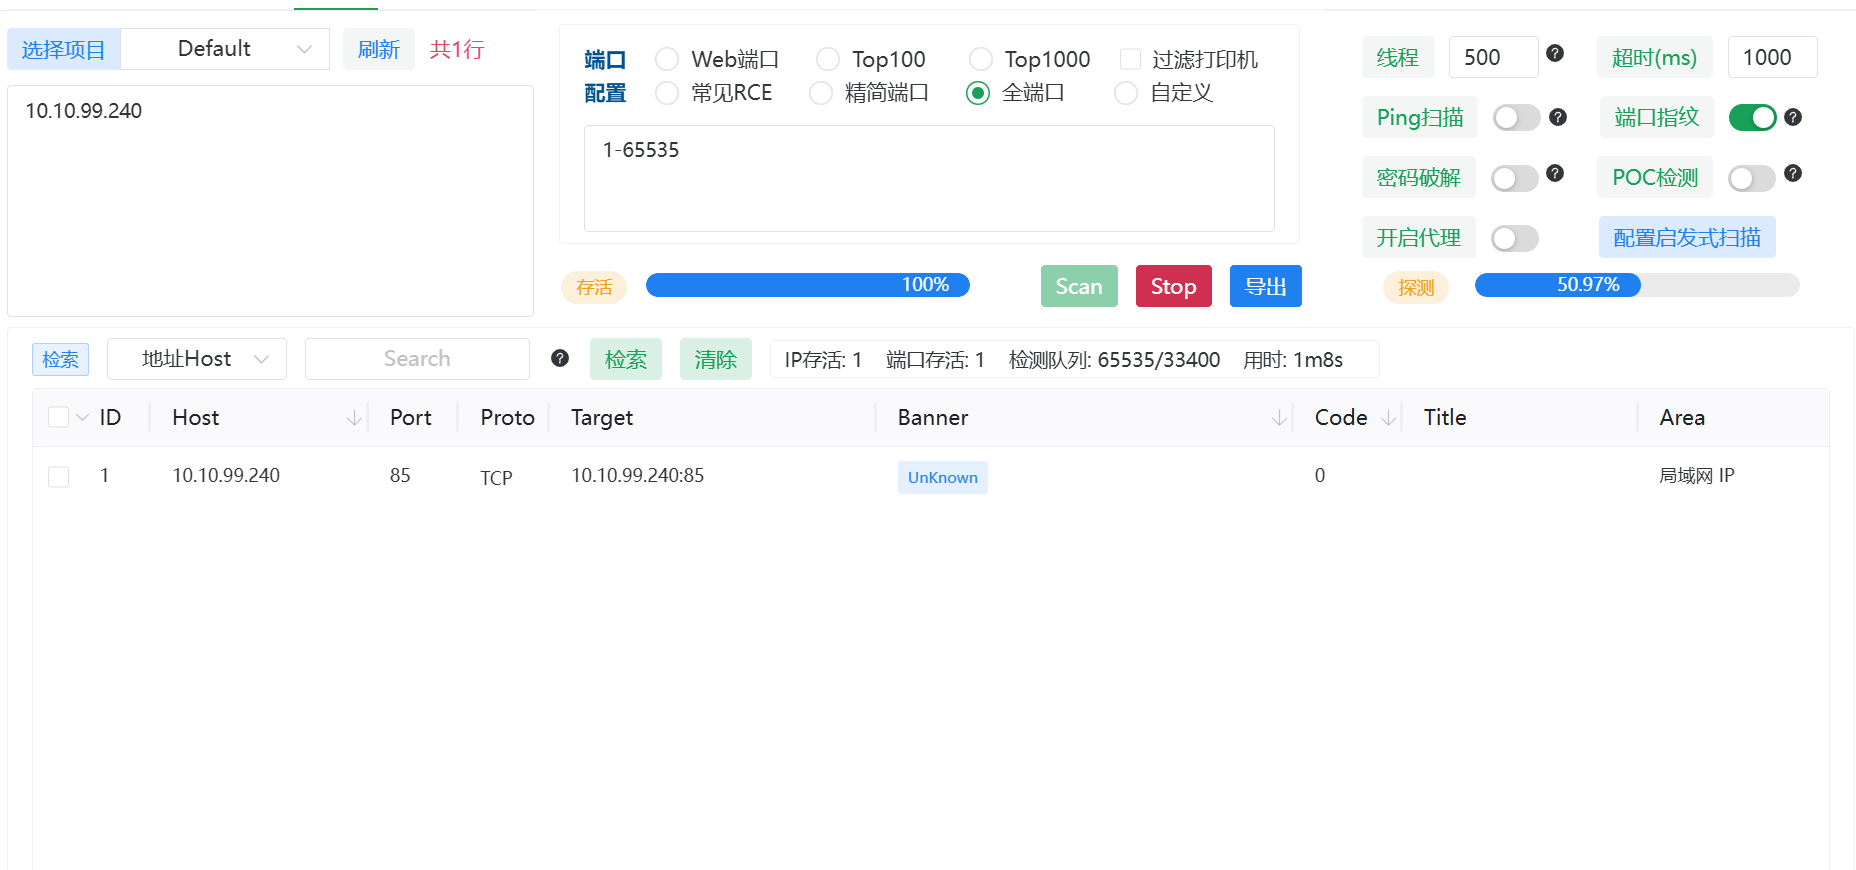 选择项目 Default 刷新 共1行
10.10.99.240
端口 Web端口 Top100 Top1000 过滤打印机
配置 常见RCE 精简端口 全端口 自定义
1-65535
线程 500 超时(ms) 1000
Ping扫描 端口指纹
密码破解 POC检测
开启代理 配置启发式扫描
存活 100% Scan Stop 导出 探测 50.97%
检索 地址Host Search 检索 清除 IP存活: 1 端口存活: 1 检测队列: 65535/33400 用时: 1m8s
ID Host Port Proto Target Banner Code Title Area
1 10.10.99.240 85 TCP 10.10.99.240:85 UnKnown 0 局域网 IP